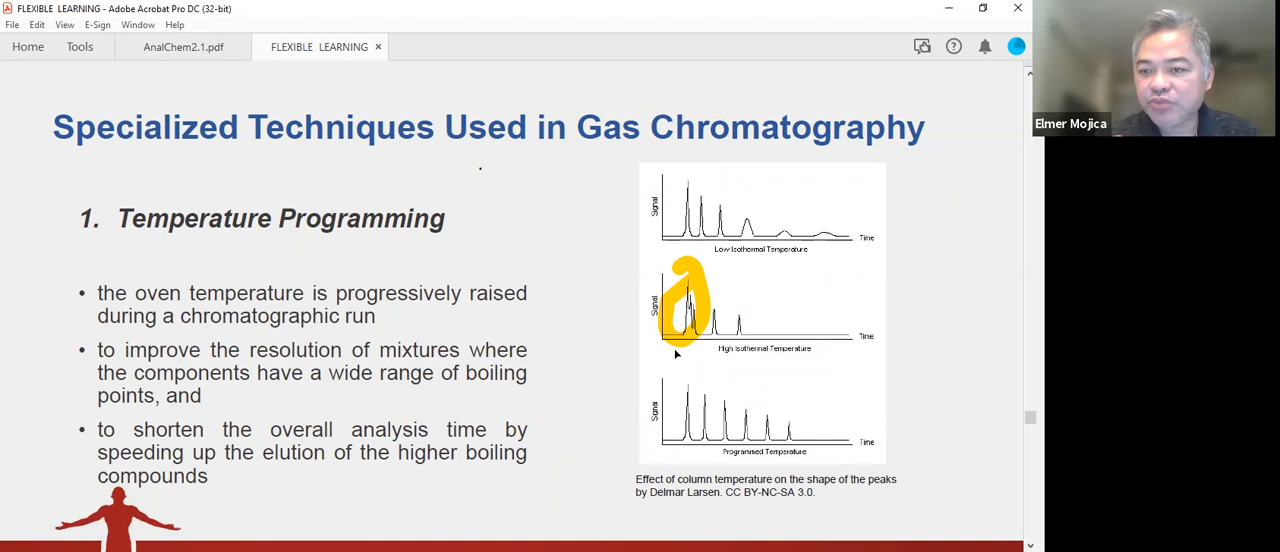 FLEXIBLE LEARNING - Adobe Acrobat Pro DC (32-bit)
File Edit View E-Sign Window Help
Home Tools AnalChem2.1.pdf FLEXIBLE LEARNING ×
Elmer Mojica
Specialized Techniques Used in Gas Chromatography
1. Temperature Programming
• the oven temperature is progressively raised
during a chromatographic run
• to improve the resolution of mixtures where
the components have a wide range of boiling
points, and
• to shorten the overall analysis time by
speeding up the elution of the higher boiling
compounds
Signal
Time
Low Isothermal Temperature
Signal
Time
High Isothermal Temperature
Signal
Time
Programmed Temperature
Effect of column temperature on the shape of the peaks
by Delmar Larsen. CC BY-NC-SA 3.0.